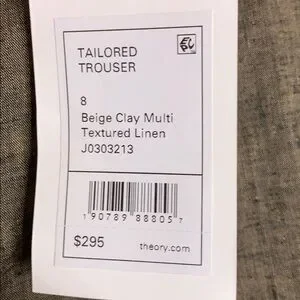 TAILORED
TROUSER
8
Beige Clay Multi
Textured Linen
J0303213
1 90789 88805 7
$295 theory.com